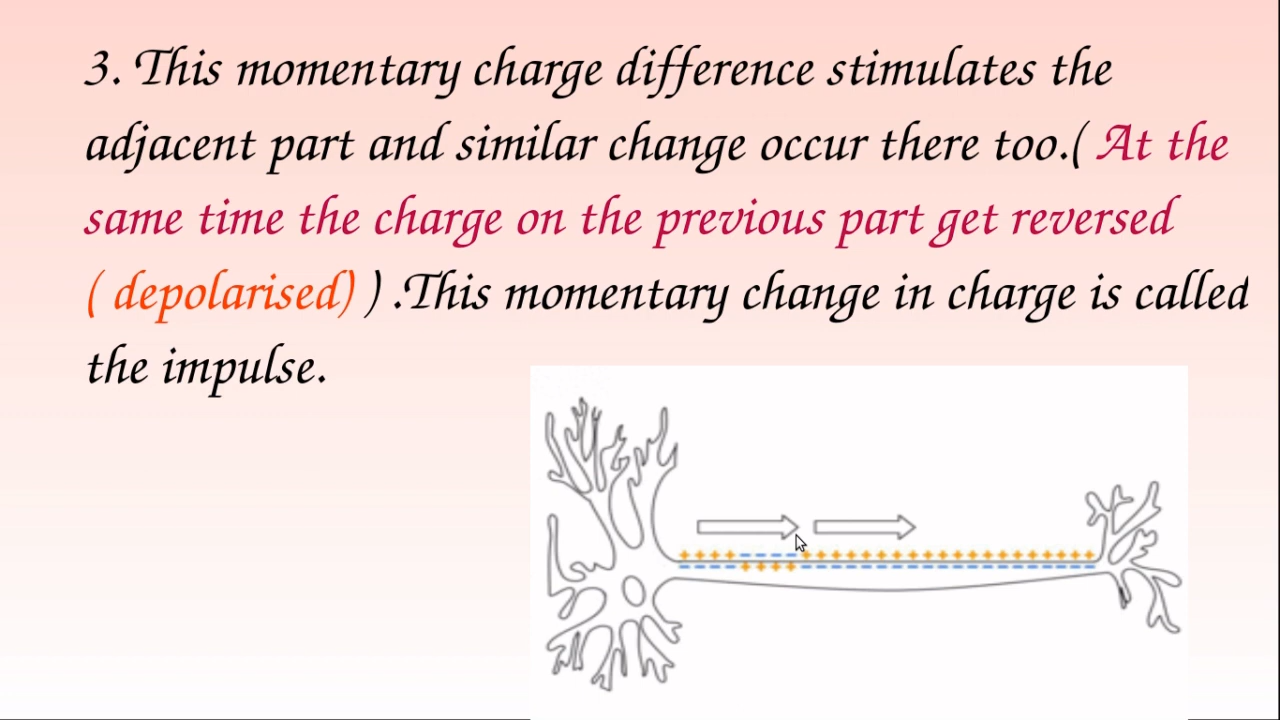 3. This momentary charge difference stimulates the
adjacent part and similar change occur there too.( At the
same time the charge on the previous part get reversed
( depolarised) ) .This momentary change in charge is called
the impulse.